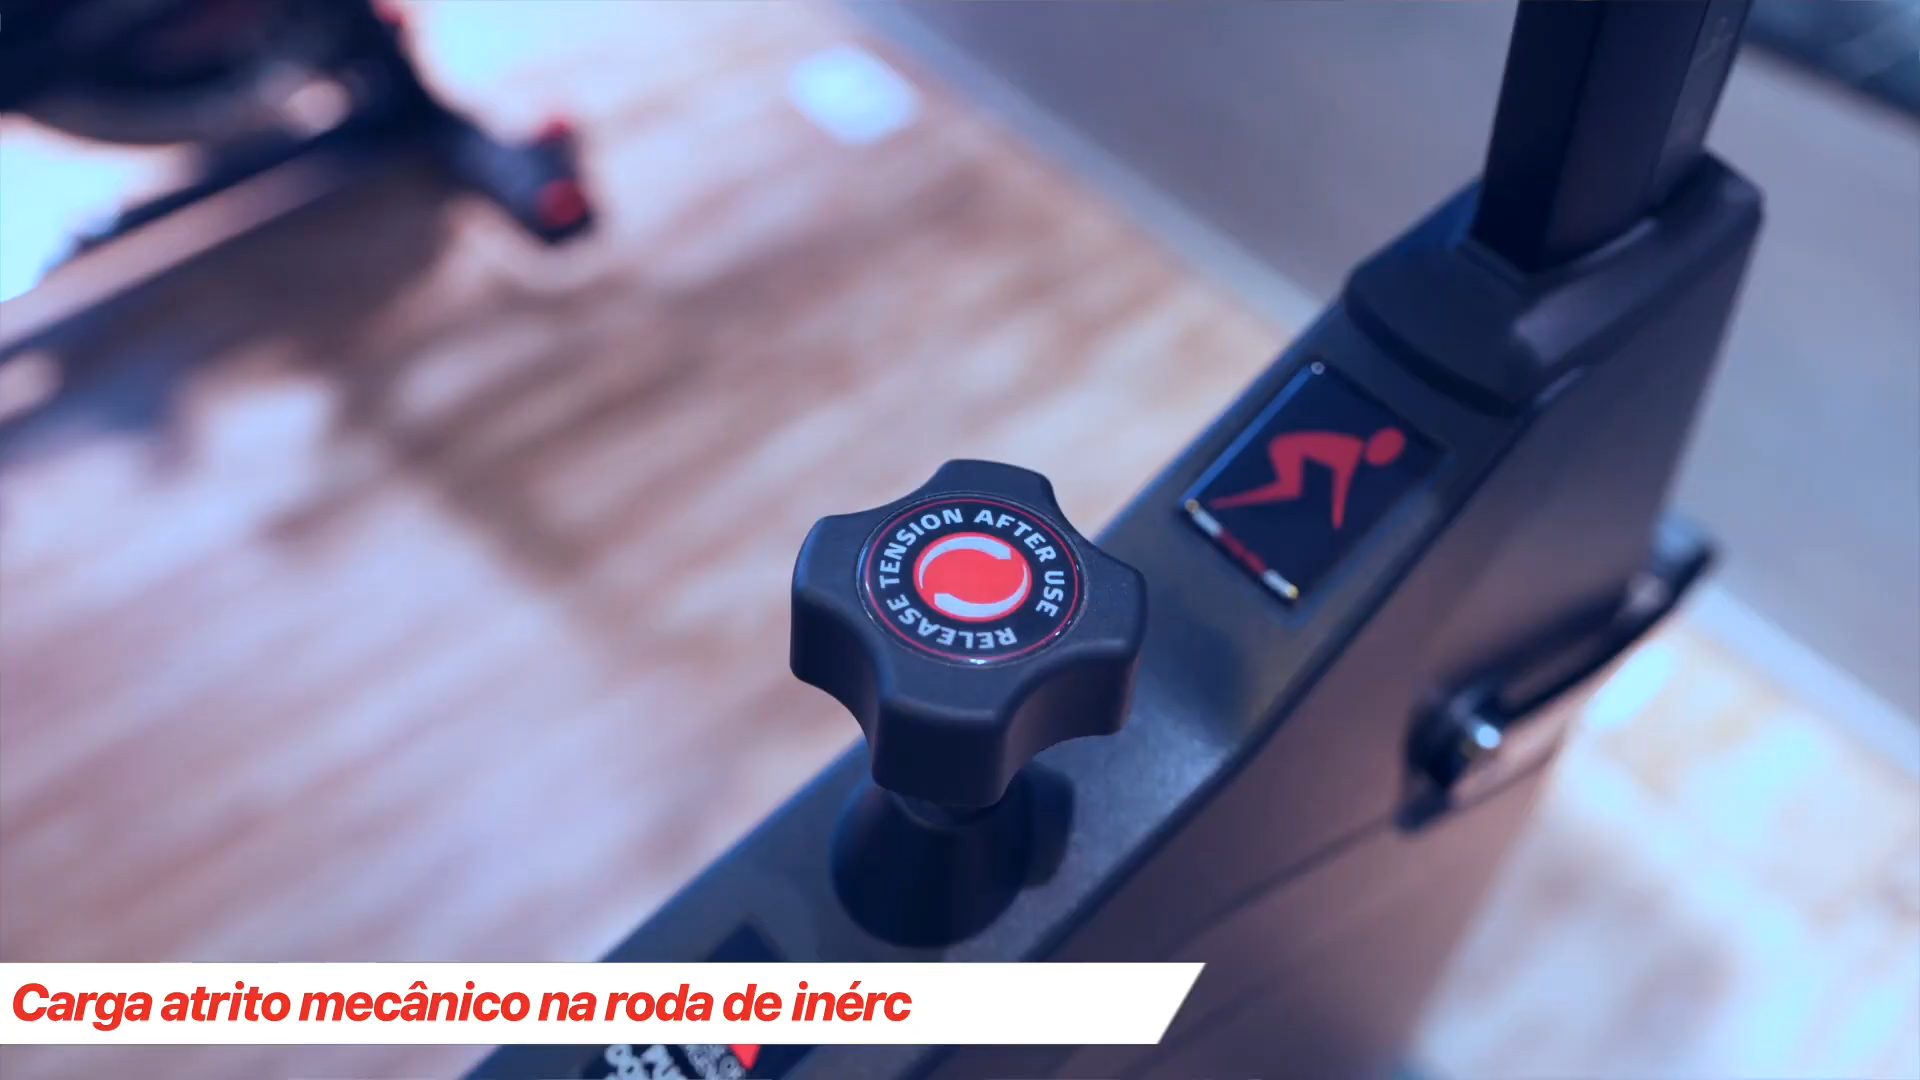 RELEASE TENSION AFTER USE
Carga atrito mecânico na roda de inérc